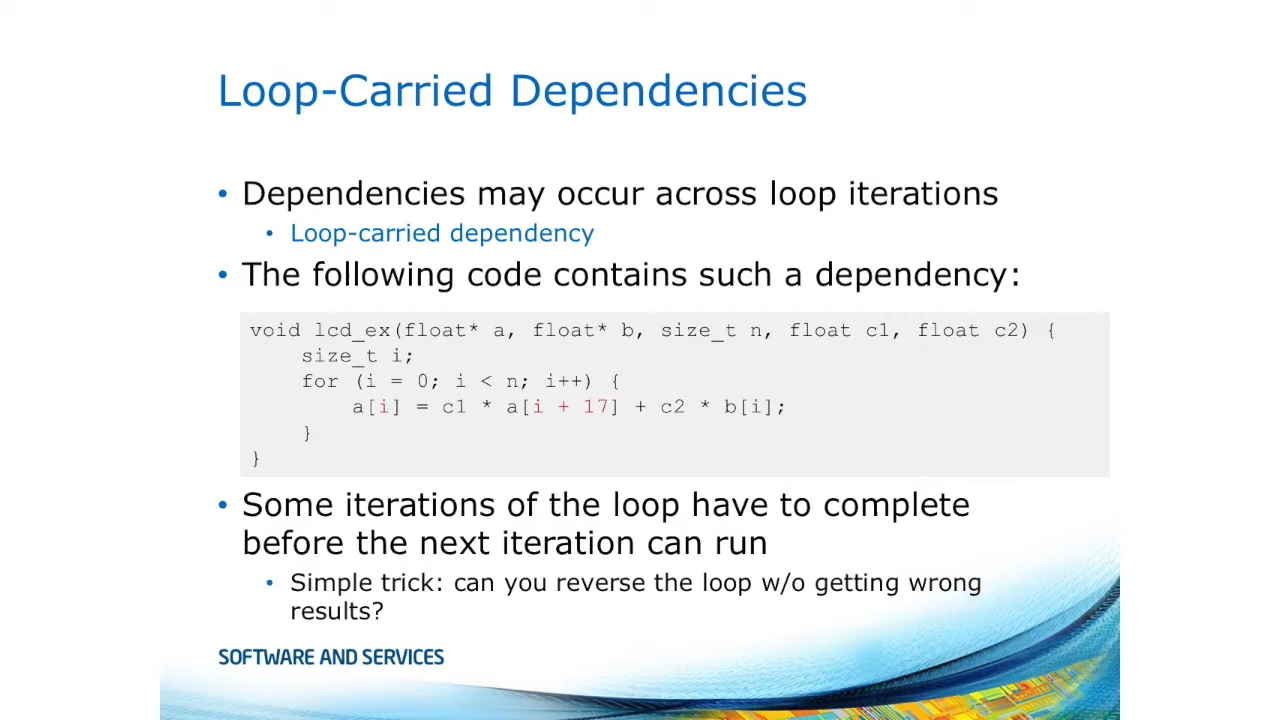 Loop-Carried Dependencies
• Dependencies may occur across loop iterations
• Loop-carried dependency
• The following code contains such a dependency:
void lcd_ex(float* a, float* b, size_t n, float c1, float c2) {
    size_t i;
    for (i = 0; i < n; i++) {
        a[i] = c1 * a[i + 17] + c2 * b[i];
    }
}
• Some iterations of the loop have to complete
before the next iteration can run
• Simple trick: can you reverse the loop w/o getting wrong
results?
SOFTWARE AND SERVICES